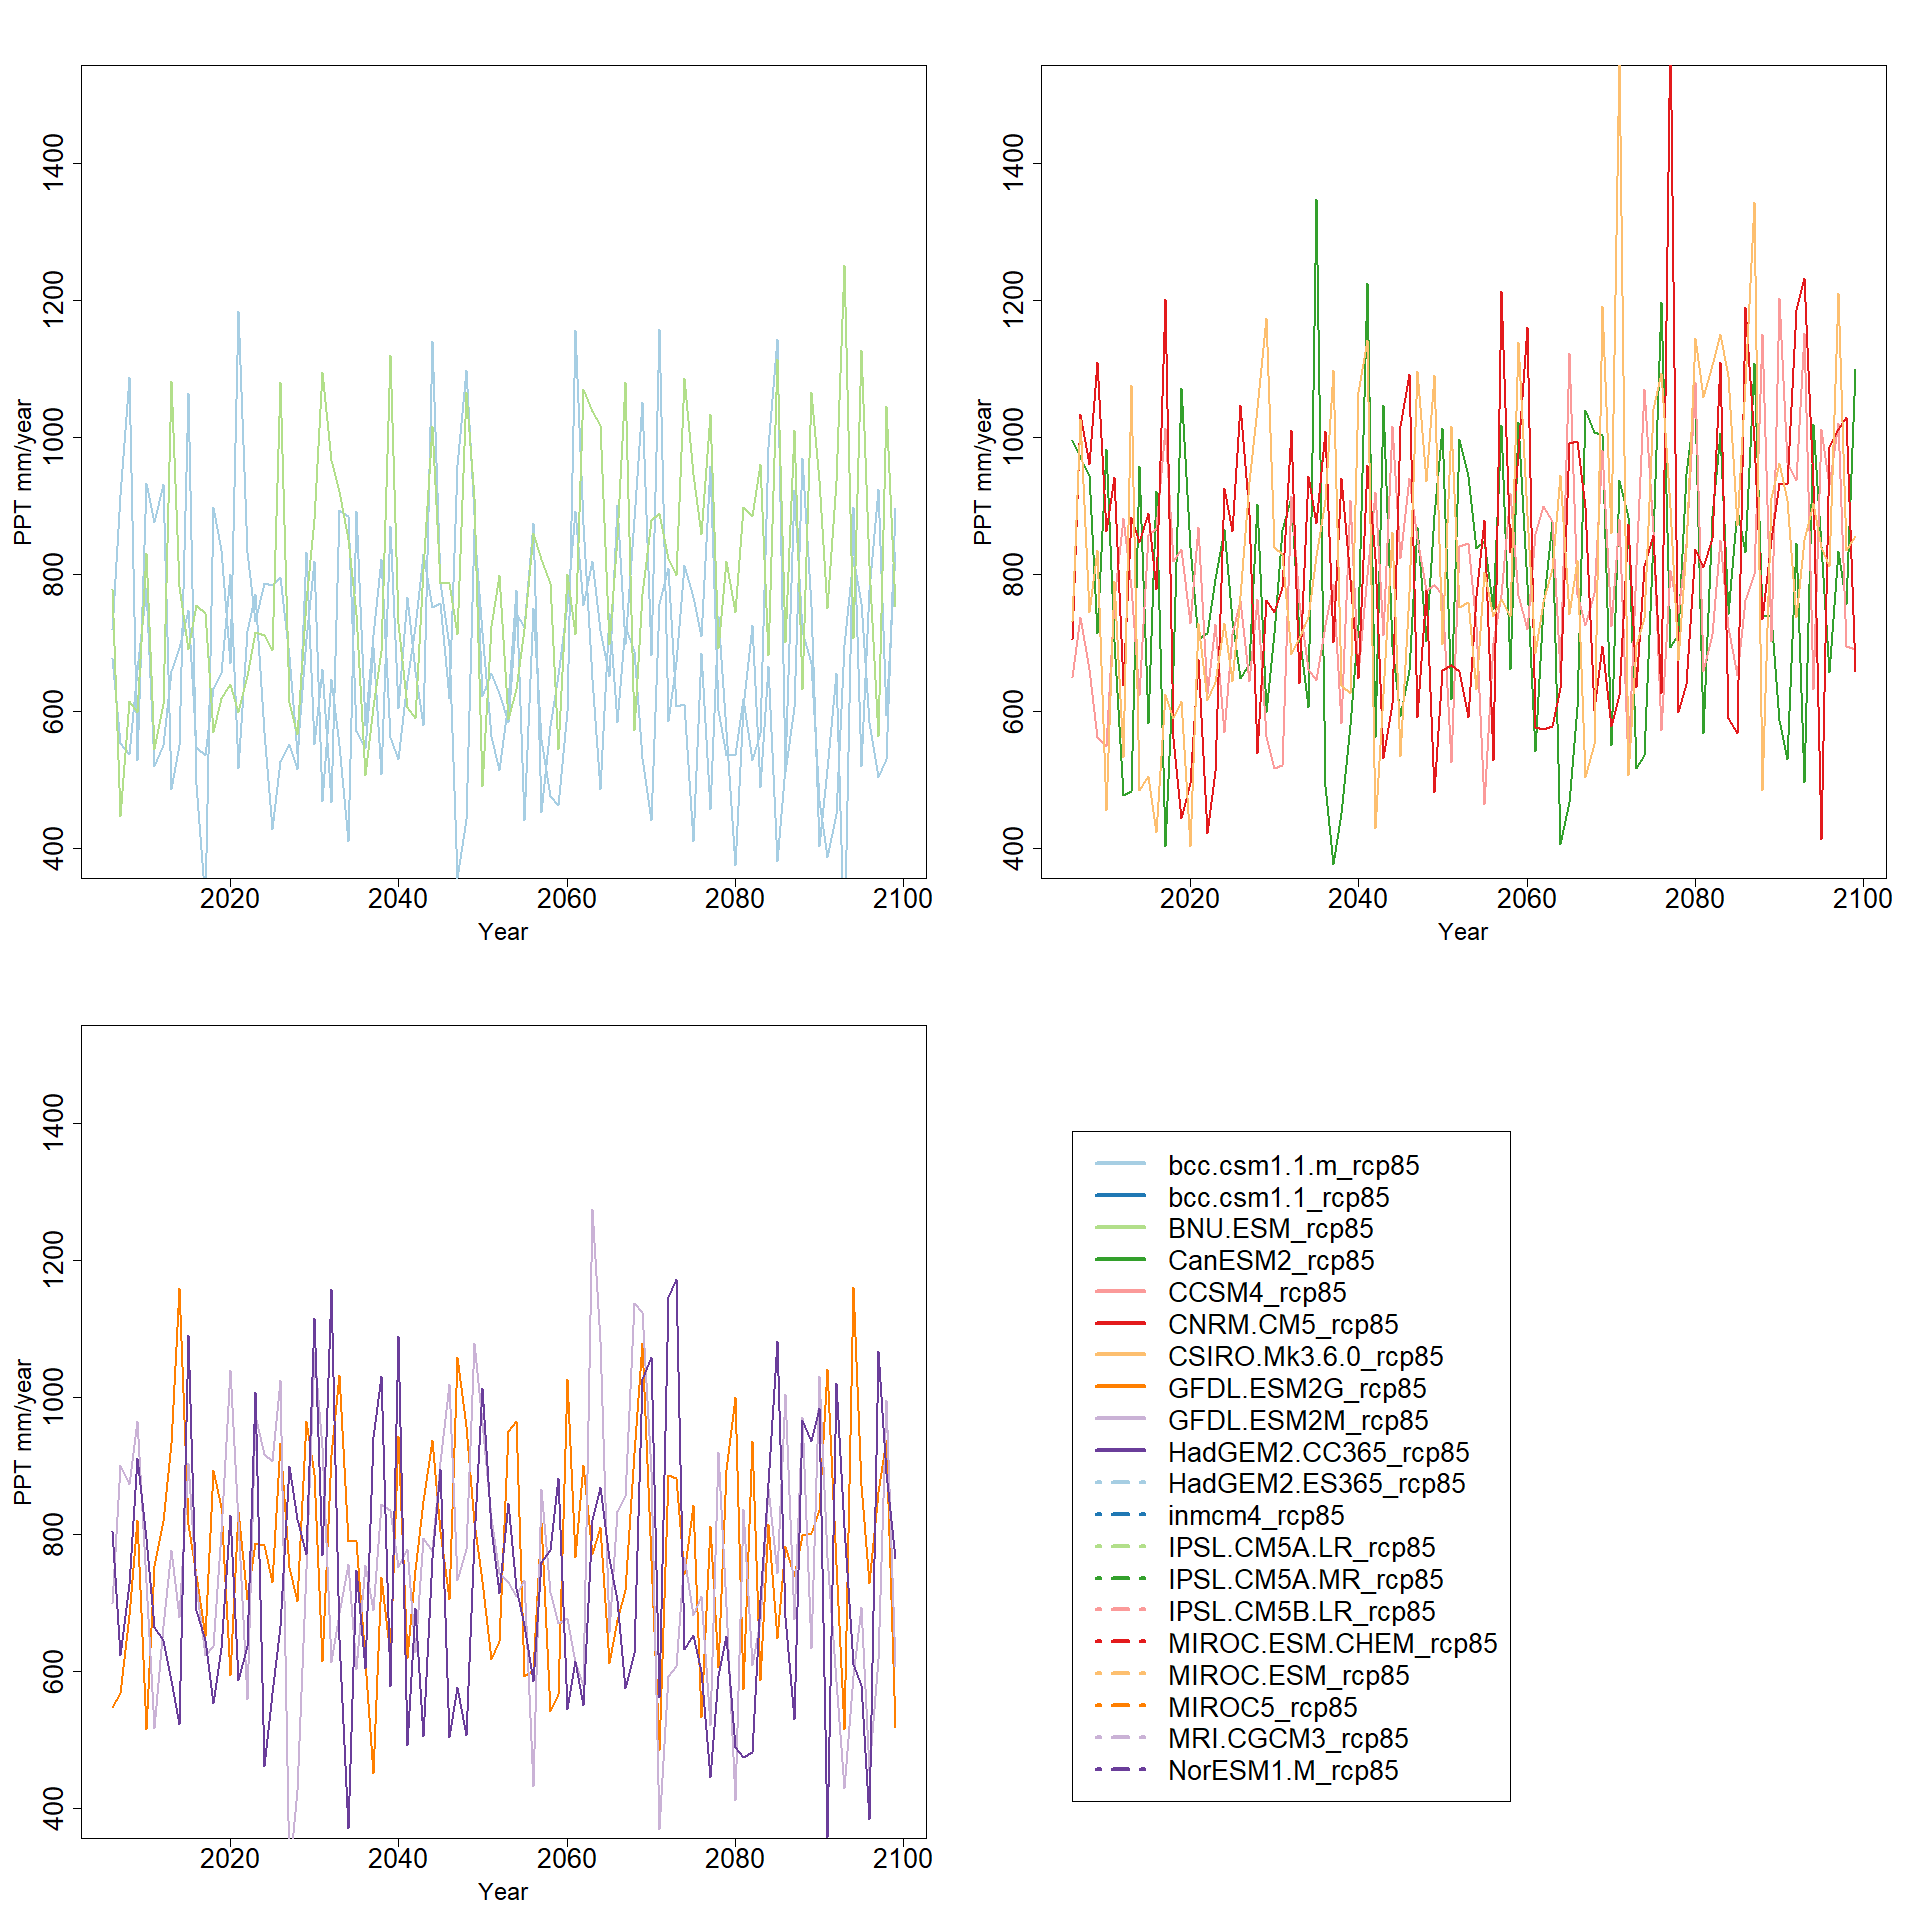 PPT mm/year
400
600
800
1000
1200
1400
2020
2040
2060
2080
2100
Year
PPT mm/year
400
600
800
1000
1200
1400
2020
2040
2060
2080
2100
Year
PPT mm/year
400
600
800
1000
1200
1400
2020
2040
2060
2080
2100
Year
bcc.csm1.1.m_rcp85
bcc.csm1.1_rcp85
BNU.ESM_rcp85
CanESM2_rcp85
CCSM4_rcp85
CNRM.CM5_rcp85
CSIRO.Mk3.6.0_rcp85
GFDL.ESM2G_rcp85
GFDL.ESM2M_rcp85
HadGEM2.CC365_rcp85
HadGEM2.ES365_rcp85
inmcm4_rcp85
IPSL.CM5A.LR_rcp85
IPSL.CM5A.MR_rcp85
IPSL.CM5B.LR_rcp85
MIROC.ESM.CHEM_rcp85
MIROC.ESM_rcp85
MIROC5_rcp85
MRI.CGCM3_rcp85
NorESM1.M_rcp85